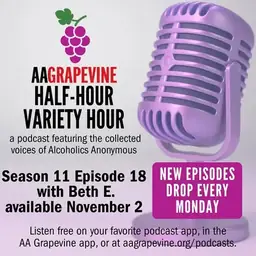 AAGRAPEVINE
HALF-HOUR
VARIETY HOUR
a podcast featuring the collected
voices of Alcoholics Anonymous
Season 11 Episode 18
with Beth E.
available November 2
NEW EPISODES
DROP EVERY
MONDAY
Listen free on your favorite podcast app, in the
AA Grapevine app, or at aagrapevine.org/podcasts.